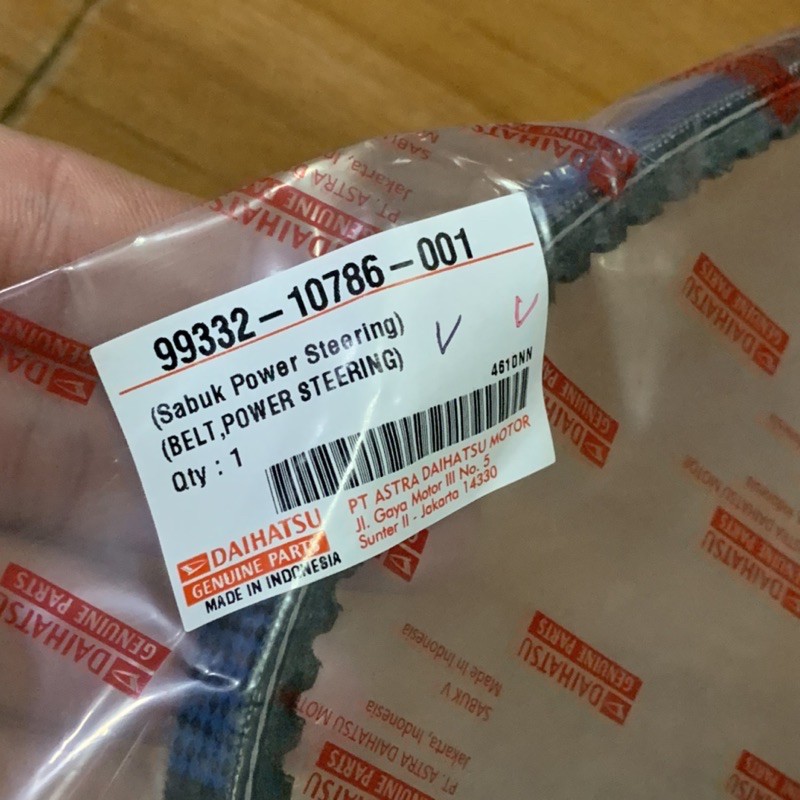 99332-10786-001
(Sabuk Power Steering)
(BELT,POWER STEERING)
461DNN
Qty : 1
DAIHATSU
GENUINE PARTS
MADE IN INDONESIA
PT ASTRA DAIHATSU MOTOR
Jl. Gaya Motor III No. 5
Sunter II - Jakarta 14330
DAIHATSU
GENUINE PARTS
PT. ASTRA DAIHATSU MOTOR
Jakarta, Indonesia
SABUK V
Made In Indonesia